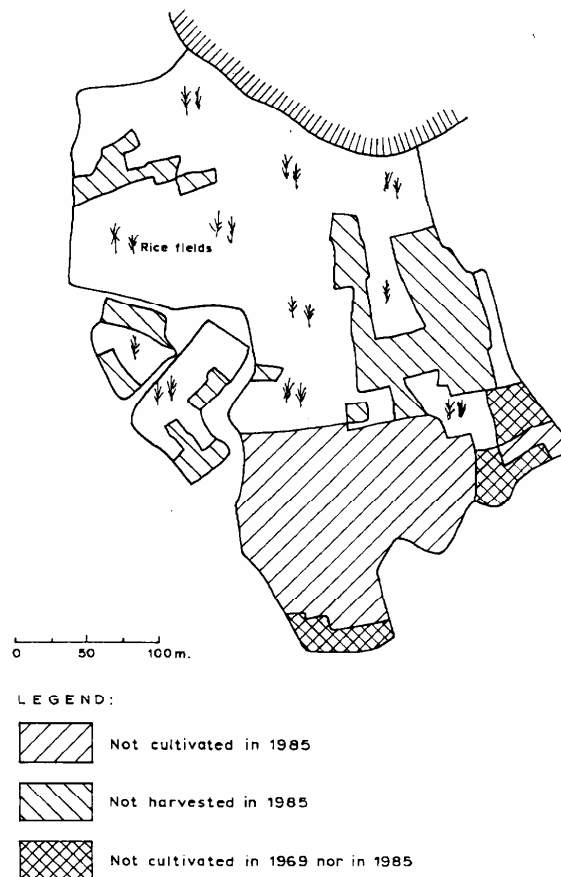 Rice fields
0 50 100 m.
LEGEND:
Not cultivated in 1985
Not harvested in 1985
Not cultivated in 1969 nor in 1985